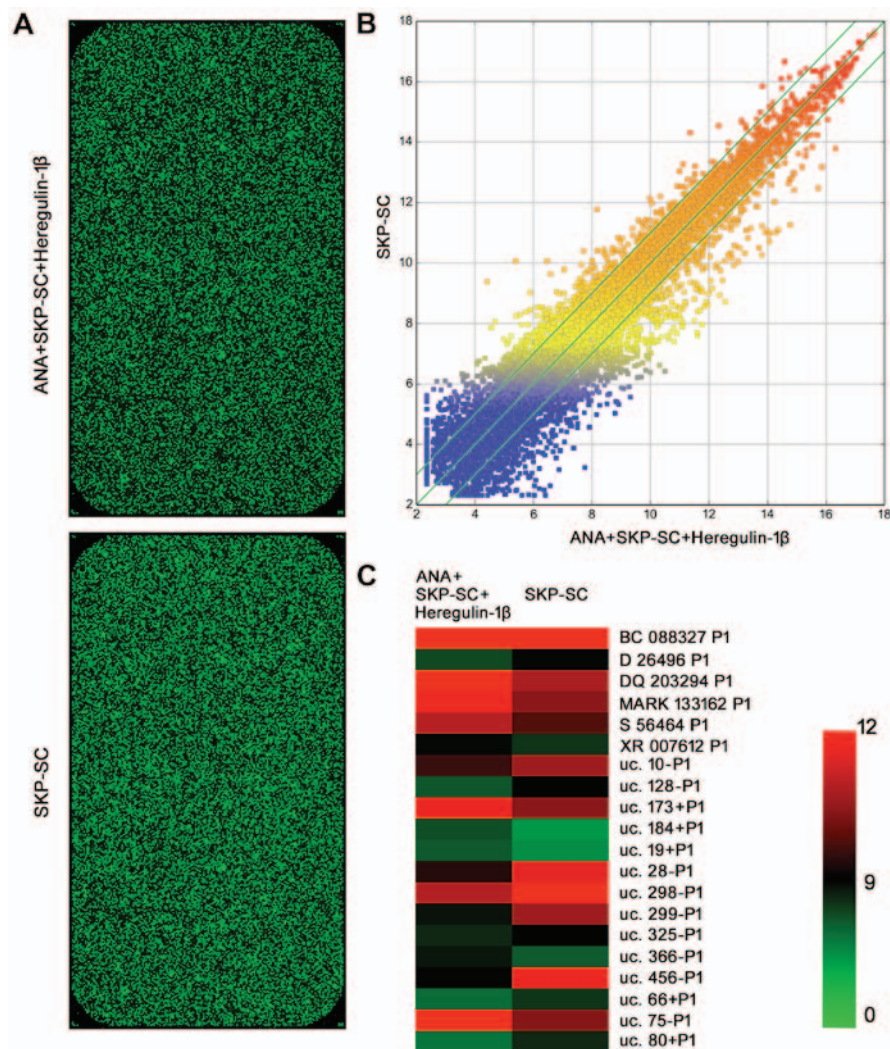 A
ANA+SKP-SC+Heregulin-1β
SKP-SC
B
18
16
14
12
10
8
6
4
2
SKP-SC
2 4 6 8 10 12 14 16 18
ANA+SKP-SC+Heregulin-1β
C
ANA+
SKP-SC+
Heregulin-1β
SKP-SC
BC 088327 P1
D 26496 P1
DQ 203294 P1
MARK 133162 P1
S 56464 P1
XR 007612 P1
uc. 10-P1
uc. 128-P1
uc. 173+P1
uc. 184+P1
uc. 19+P1
uc. 28-P1
uc. 298-P1
uc. 299-P1
uc. 325-P1
uc. 366-P1
uc. 456-P1
uc. 66+P1
uc. 75-P1
uc. 80+P1
12
9
0